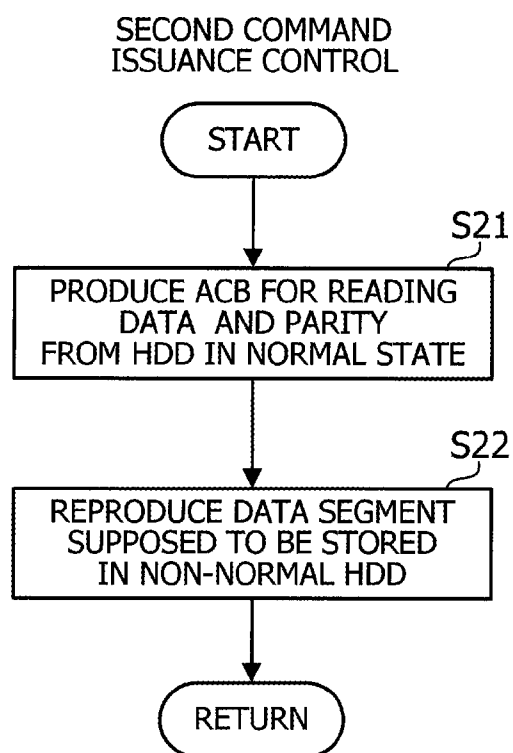 SECOND COMMAND
ISSUANCE CONTROL
START
S21
PRODUCE ACB FOR READING
DATA AND PARITY
FROM HDD IN NORMAL STATE
S22
REPRODUCE DATA SEGMENT
SUPPOSED TO BE STORED
IN NON-NORMAL HDD
RETURN